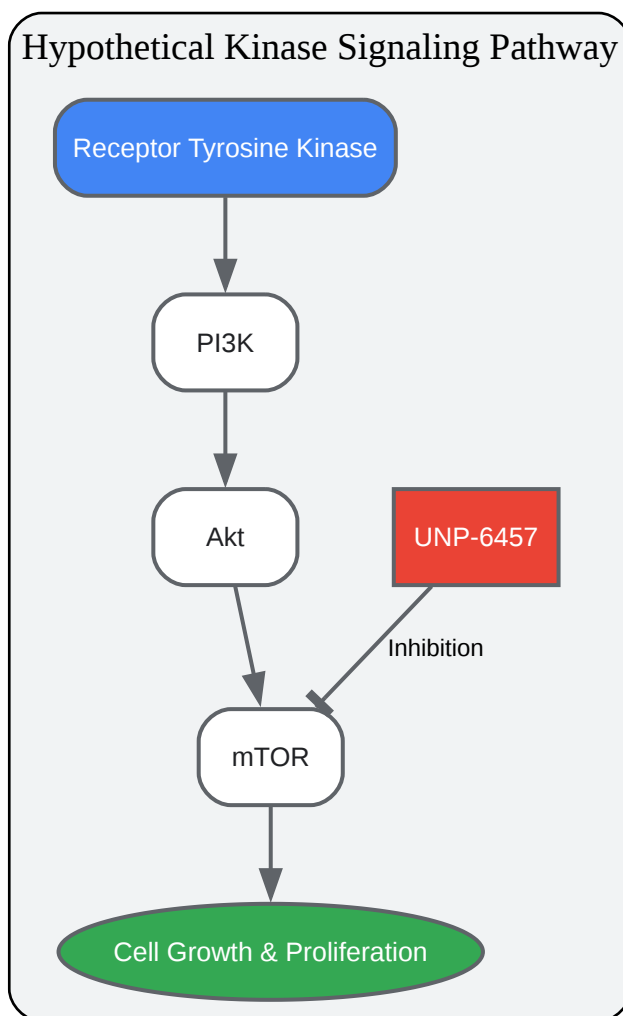 Hypothetical Kinase Signaling Pathway
Receptor Tyrosine Kinase
PI3K
Akt
UNP-6457
Inhibition
mTOR
Cell Growth & Proliferation